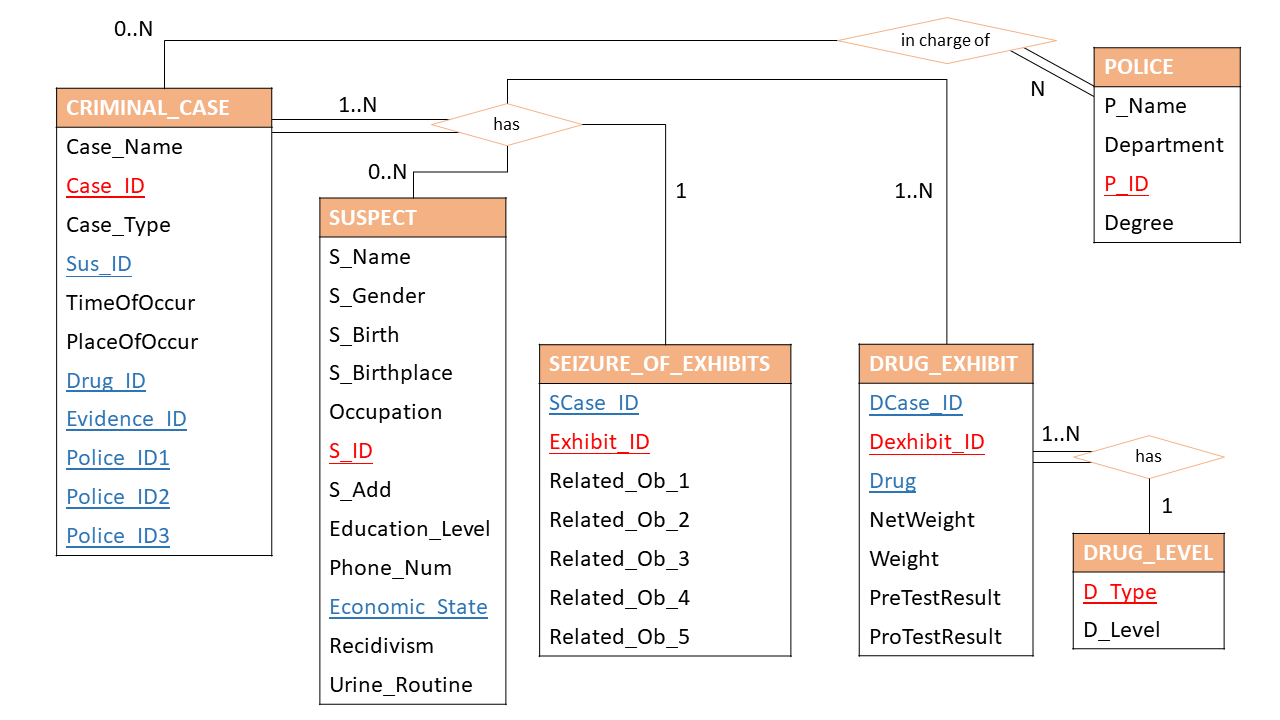 0..N
in charge of
N
POLICE
P_Name
Department
P_ID
Degree
CRIMINAL_CASE
Case_Name
Case_ID
Case_Type
Sus_ID
TimeOfOccur
PlaceOfOccur
Drug_ID
Evidence_ID
Police_ID1
Police_ID2
Police_ID3
1..N
has
0..N
1
1..N
SUSPECT
S_Name
S_Gender
S_Birth
S_Birthplace
Occupation
S_ID
S_Add
Education_Level
Phone_Num
Economic_State
Recidivism
Urine_Routine
SEIZURE_OF_EXHIBITS
SCase_ID
Exhibit_ID
Related_Ob_1
Related_Ob_2
Related_Ob_3
Related_Ob_4
Related_Ob_5
DRUG_EXHIBIT
DCase_ID
Dexhibit_ID
Drug
NetWeight
Weight
PreTestResult
ProTestResult
1..N
has
1
DRUG_LEVEL
D_Type
D_Level